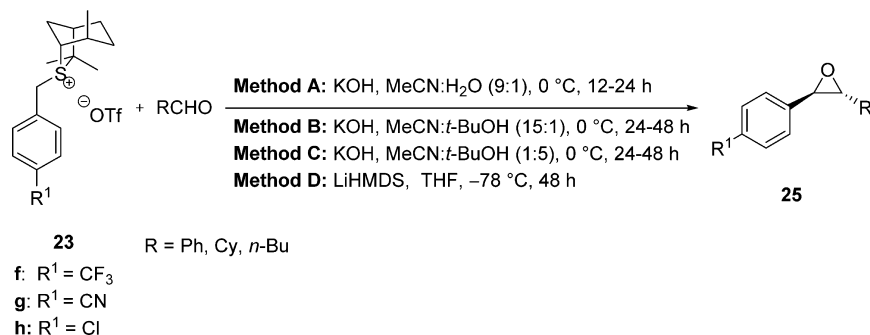 S⊕
⊖OTf
+ RCHO
Method A: KOH, MeCN:H₂O (9:1), 0 °C, 12-24 h
Method B: KOH, MeCN:t-BuOH (15:1), 0 °C, 24-48 h
Method C: KOH, MeCN:t-BuOH (1:5), 0 °C, 24-48 h
Method D: LiHMDS, THF, –78 °C, 48 h
O
R
R¹
R¹
23
25
R = Ph, Cy, n-Bu
f: R¹ = CF₃
g: R¹ = CN
h: R¹ = Cl